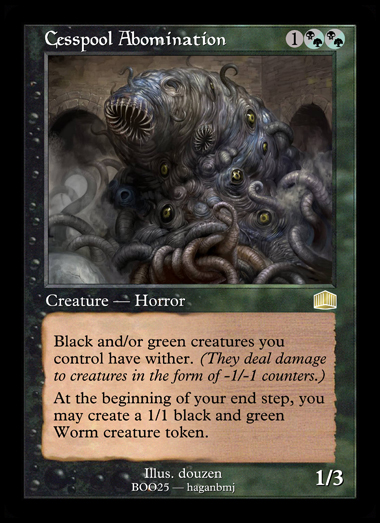 Cesspool Abomination 1
Creature — Horror
Black and/or green creatures you
control have wither. (They deal damage
to creatures in the form of -1/-1 counters.)
At the beginning of your end step, you
may create a 1/1 black and green
Worm creature token.
Illus. douzen
BOO25 — haganbmj
1/3